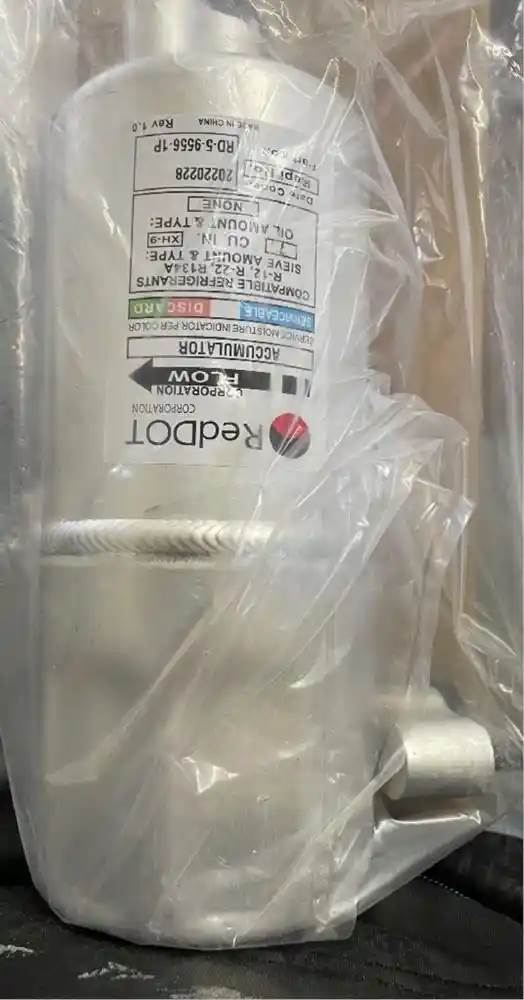 RedDOT
CORPORATION
CORPORATION
FLOW
ACCUMULATOR
SERVICE MOISTURE INDICATOR PER COLOR
SERVICEABLE DISCARD
COMPATIBLE REFRIGERANTS
R-12, R-22, R134A
SIEVE AMOUNT & TYPE:
CU. IN. XH-9
OIL AMOUNT & TYPE:
NONE
Date Code: 20220228
RD-5-9556-1P
MADE IN CHINA Rev 1.0